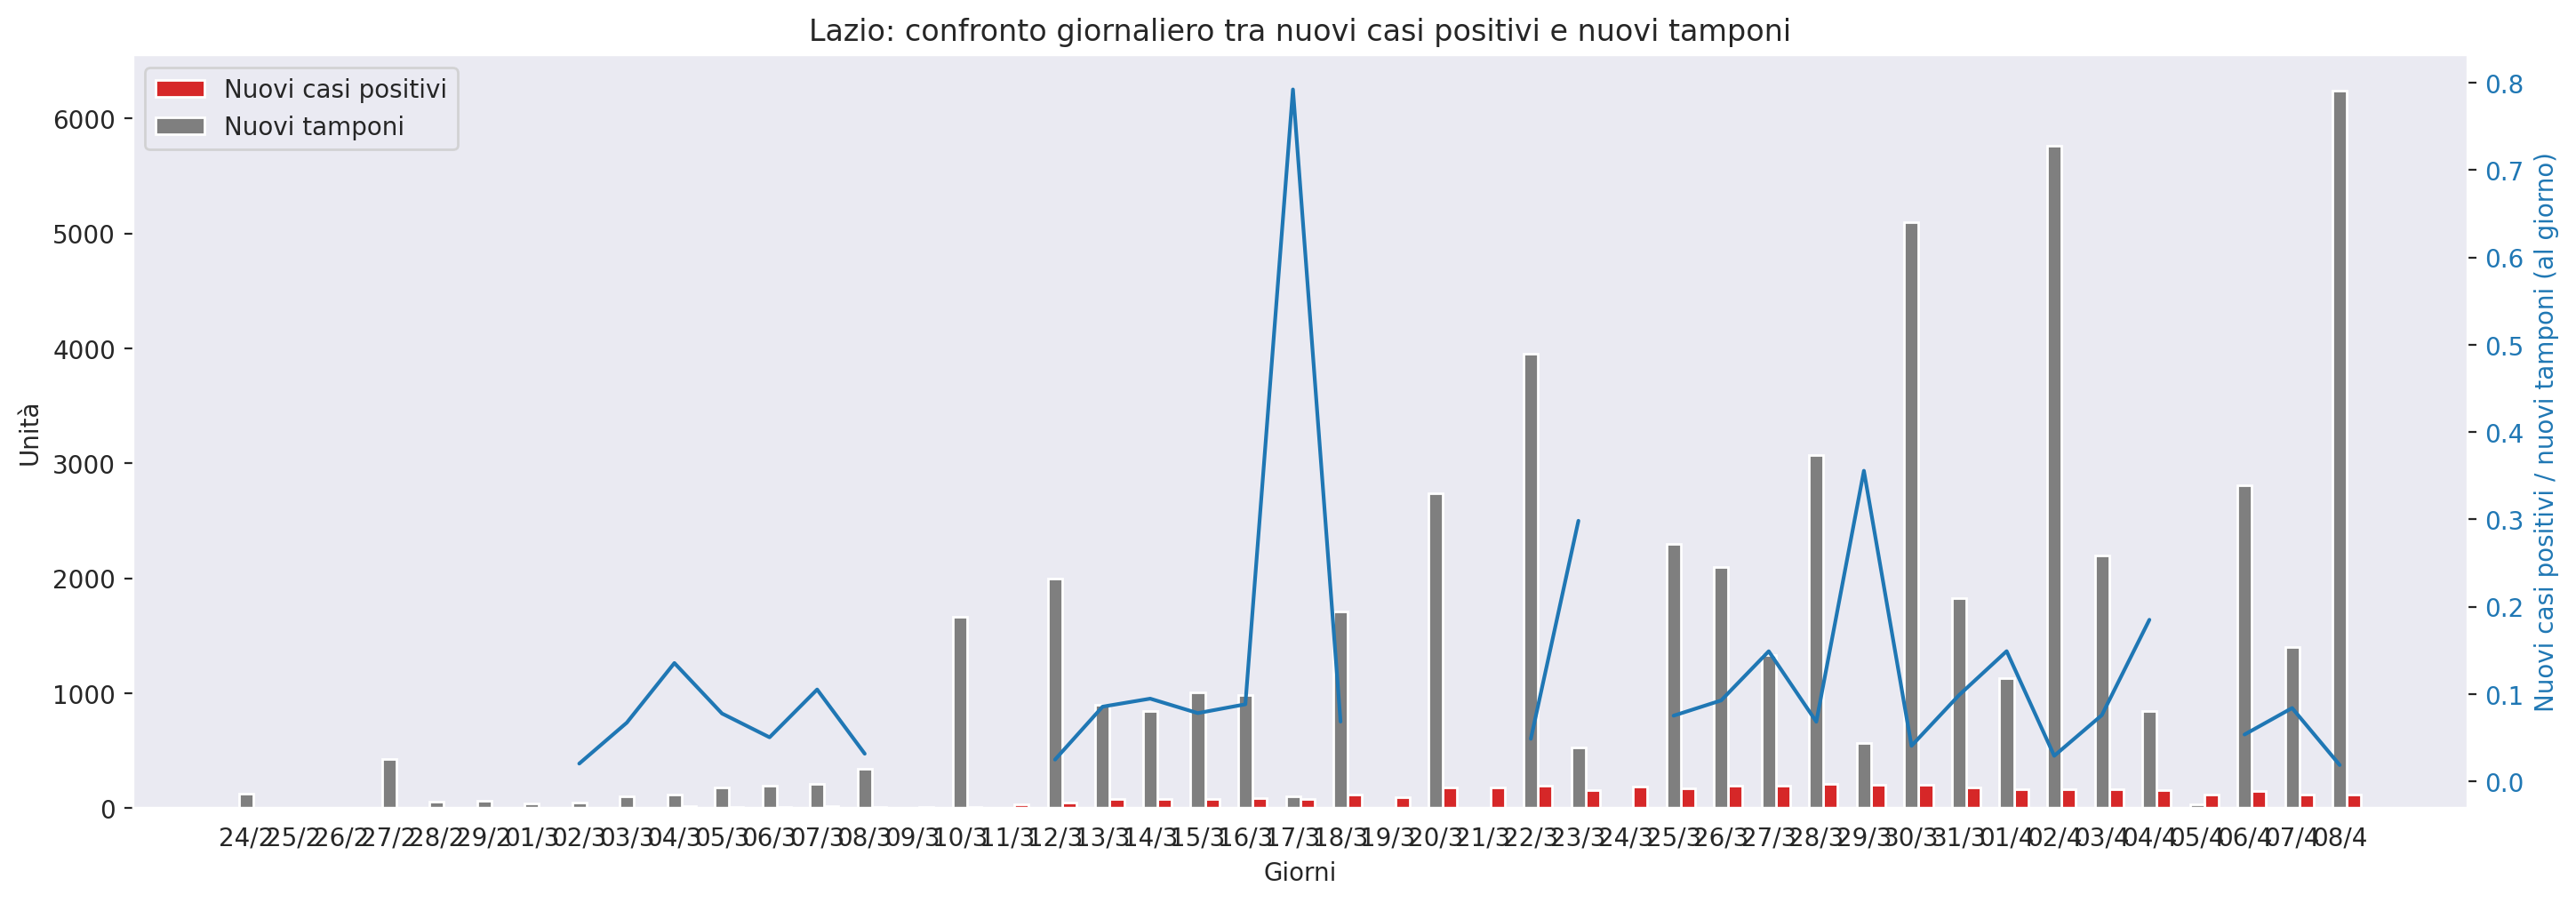 Lazio: confronto giornaliero tra nuovi casi positivi e nuovi tamponi
Nuovi casi positivi
Nuovi tamponi
6000
5000
4000
3000
2000
1000
0
Unità
0.8
0.7
0.6
0.5
0.4
0.3
0.2
0.1
0.0
Nuovi casi positivi / nuovi tamponi (al giorno)
24/2 25/2 26/2 27/2 28/2 29/2 01/3 02/3 03/3 04/3 05/3 06/3 07/3 08/3 09/3 10/3 11/3 12/3 13/3 14/3 15/3 16/3 17/3 18/3 19/3 20/3 21/3 22/3 23/3 24/3 25/3 26/3 27/3 28/3 29/3 30/3 31/3 01/4 02/4 03/4 04/4 05/4 06/4 07/4 08/4
Giorni